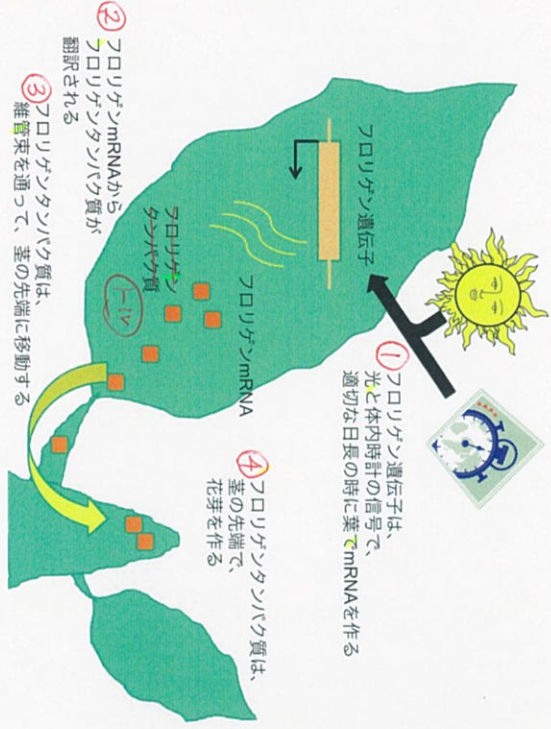 ①フロリゲン遺伝子は、
光と体内時計の信号で、
適切な日長の時に葉でmRNAを作る
フロリゲン遺伝子
フロリゲンmRNA
フロリゲン
タンパク質
②フロリゲンmRNAから
フロリゲンタンパク質が
翻訳される
③フロリゲンタンパク質は、
維管束を通って、茎の先端に移動する
④フロリゲンタンパク質は、
茎の先端で、
花芽を作る